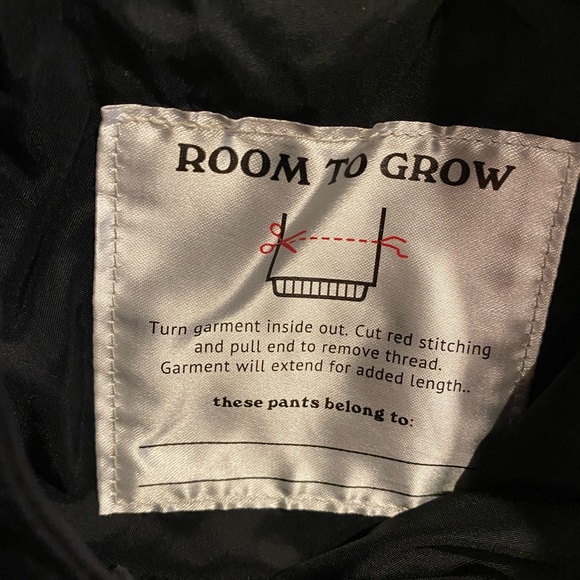 ROOM TO GROW
Turn garment inside out. Cut red stitching
and pull end to remove thread.
Garment will extend for added length..
these pants belong to: